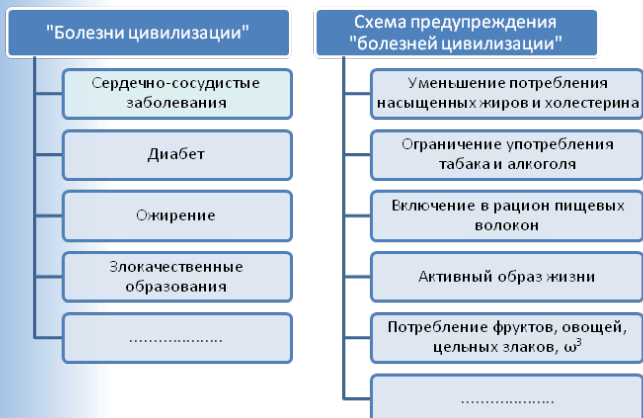 "Болезни цивилизации"
Сердечно-сосудистые
заболевания
Диабет
Ожирение
Злокачественные
образования
....................
Схема предупреждения
"болезней цивилизации"
Уменьшение потребления
насыщенных жиров и холестерина
Ограничение употребления
табака и алкоголя
Включение в рацион пищевых
волокон
Активный образ жизни
Потребление фруктов, овощей,
цельных злаков, ω³
...................